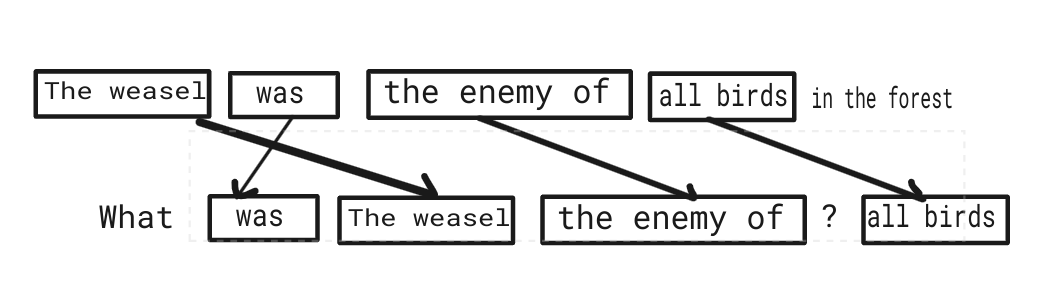 The weasel was the enemy of all birds in the forest
What was The weasel the enemy of ? all birds